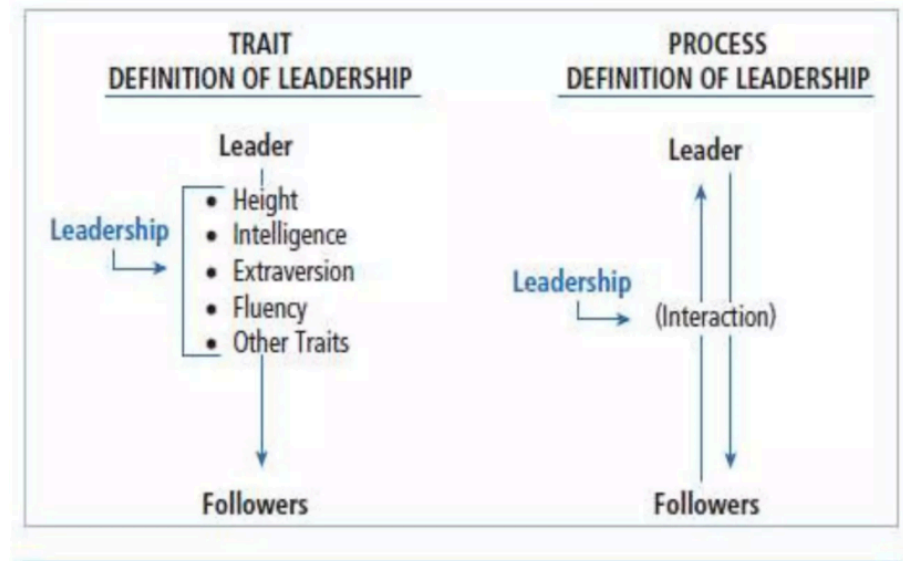 TRAIT
DEFINITION OF LEADERSHIP
Leader
Leadership
• Height
• Intelligence
• Extraversion
• Fluency
• Other Traits
Followers
PROCESS
DEFINITION OF LEADERSHIP
Leader
Leadership
(Interaction)
Followers